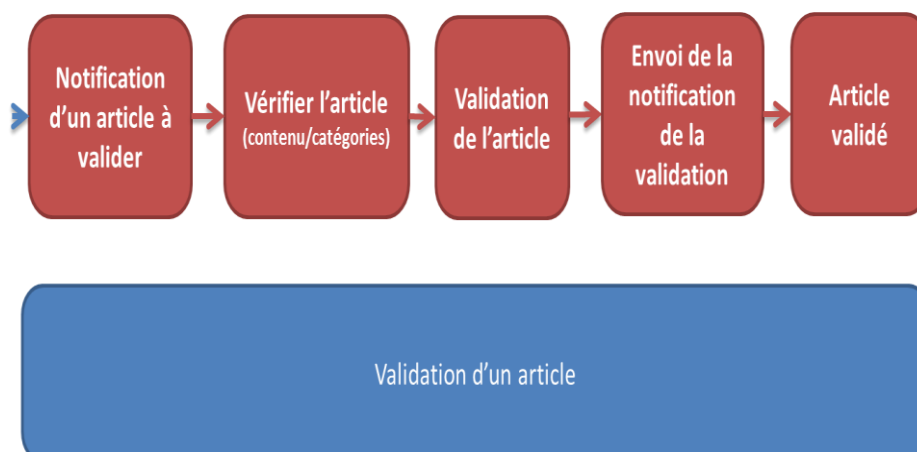 Notification
d'un article à
valider
Vérifier l'article
(contenu/catégories)
Validation
de l'article
Envoi de la
notification
de la
validation
Article
validé
Validation d'un article